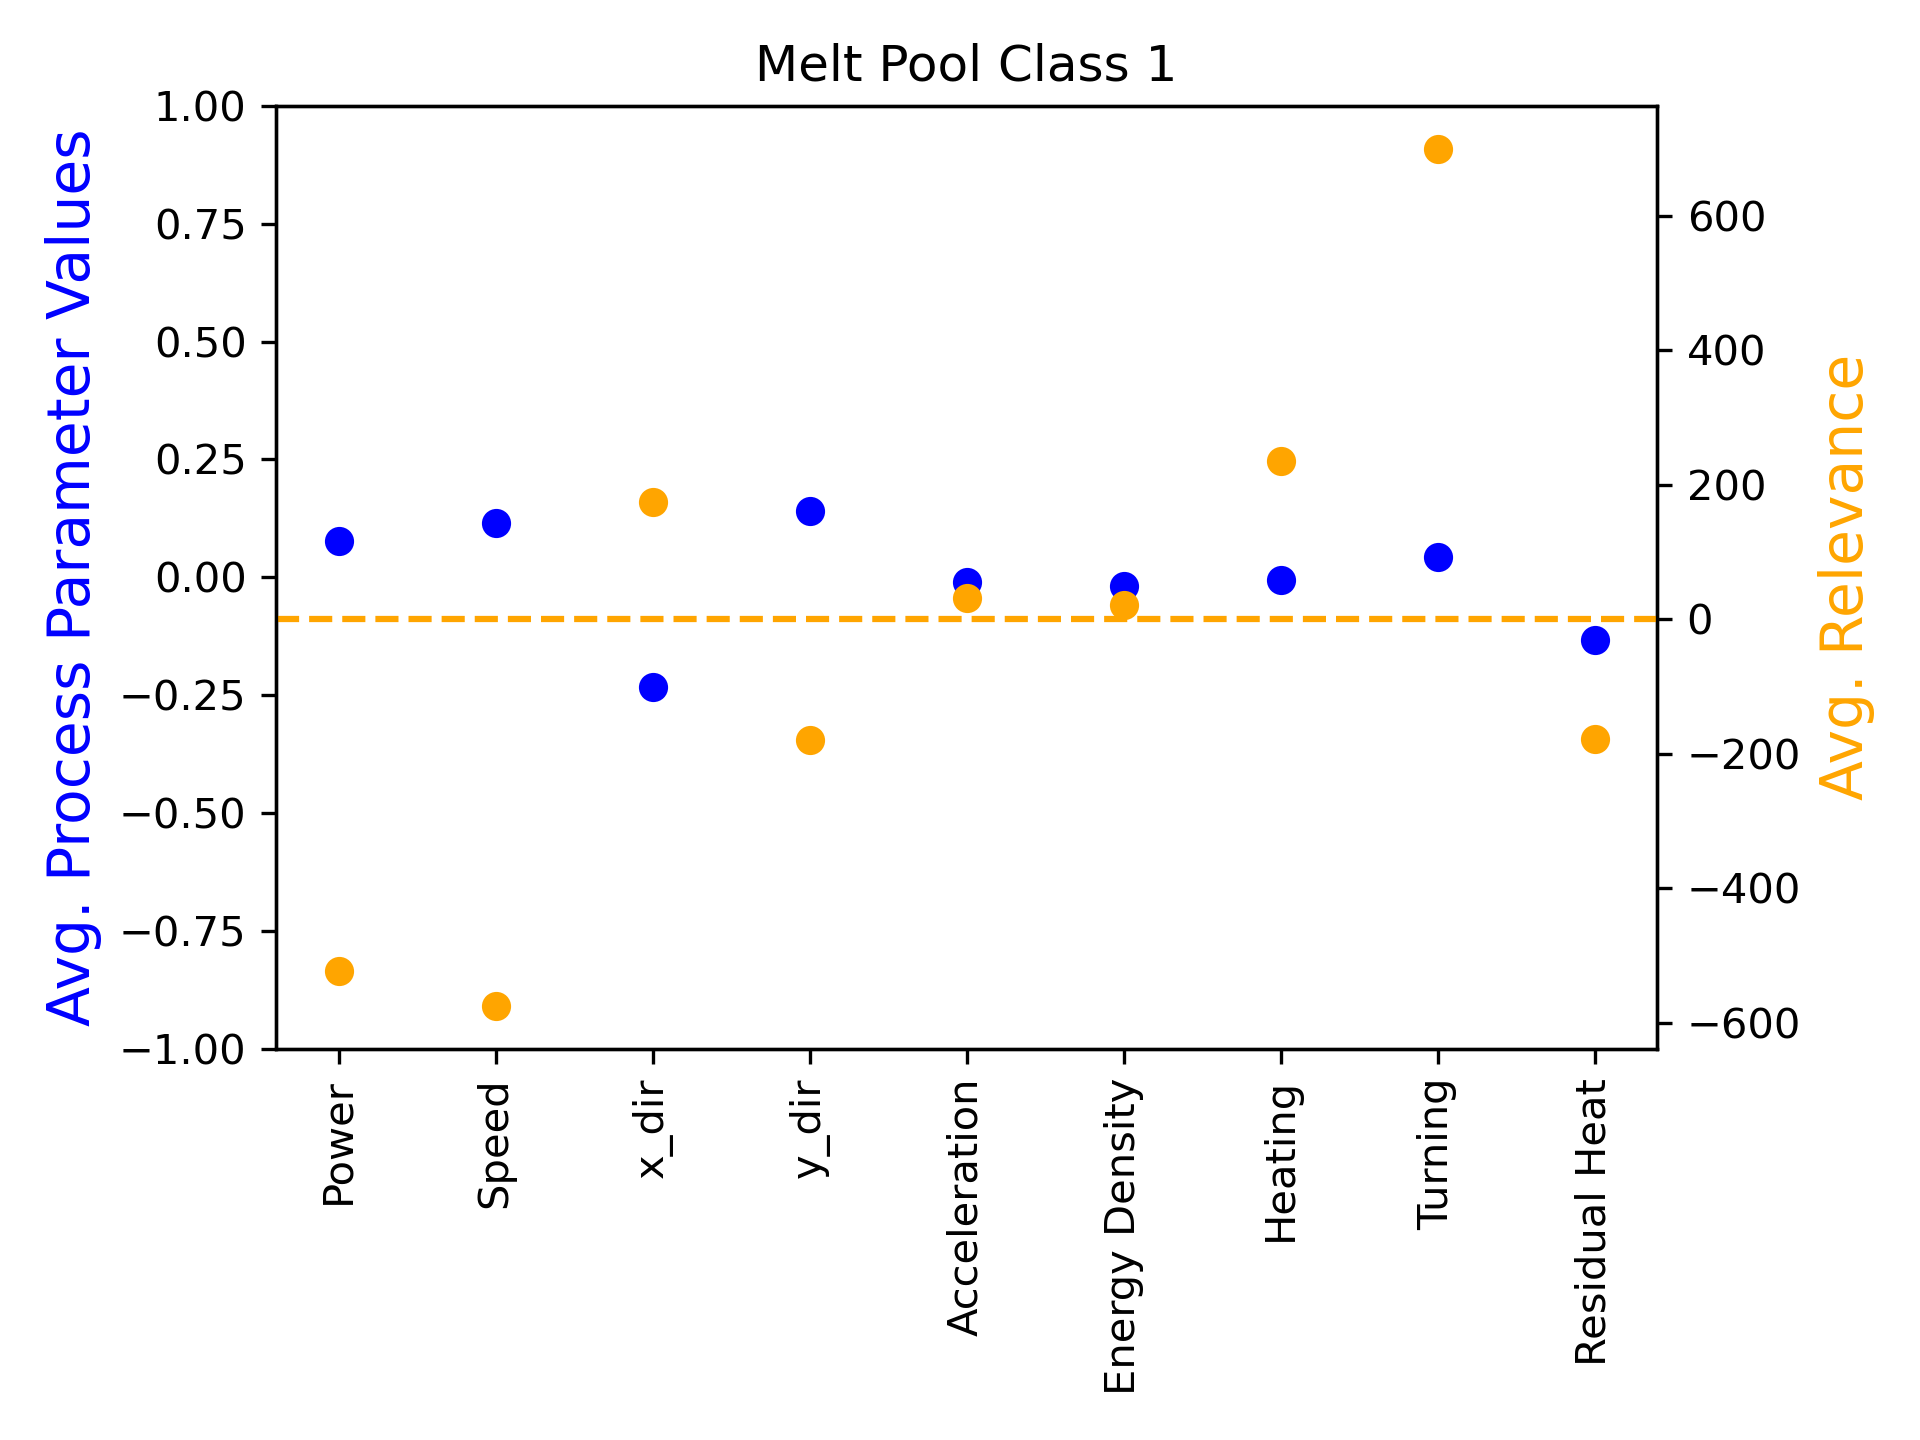 Melt Pool Class 1
Avg. Process Parameter Values
1.00
0.75
0.50
0.25
0.00
−0.25
−0.50
−0.75
−1.00
600
400
200
0
−200
−400
−600
Avg. Relevance
Power
Speed
x_dir
y_dir
Acceleration
Energy Density
Heating
Turning
Residual Heat